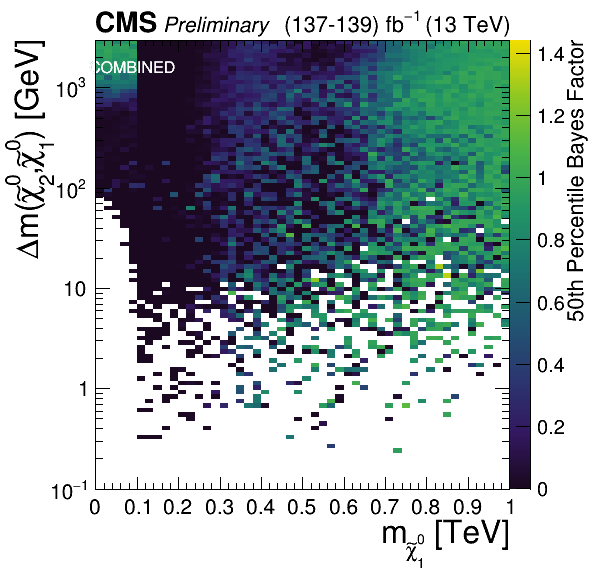 CMS Preliminary (137-139) fb⁻¹ (13 TeV)
COMBINED
Δm(χ̃⁰₂,χ̃⁰₁) [GeV]
10³
10²
10
1
10⁻¹
0 0.1 0.2 0.3 0.4 0.5 0.6 0.7 0.8 0.9 1
m_χ̃⁰₁ [TeV]
1.4
1.2
1
0.8
0.6
0.4
0.2
0
50th Percentile Bayes Factor